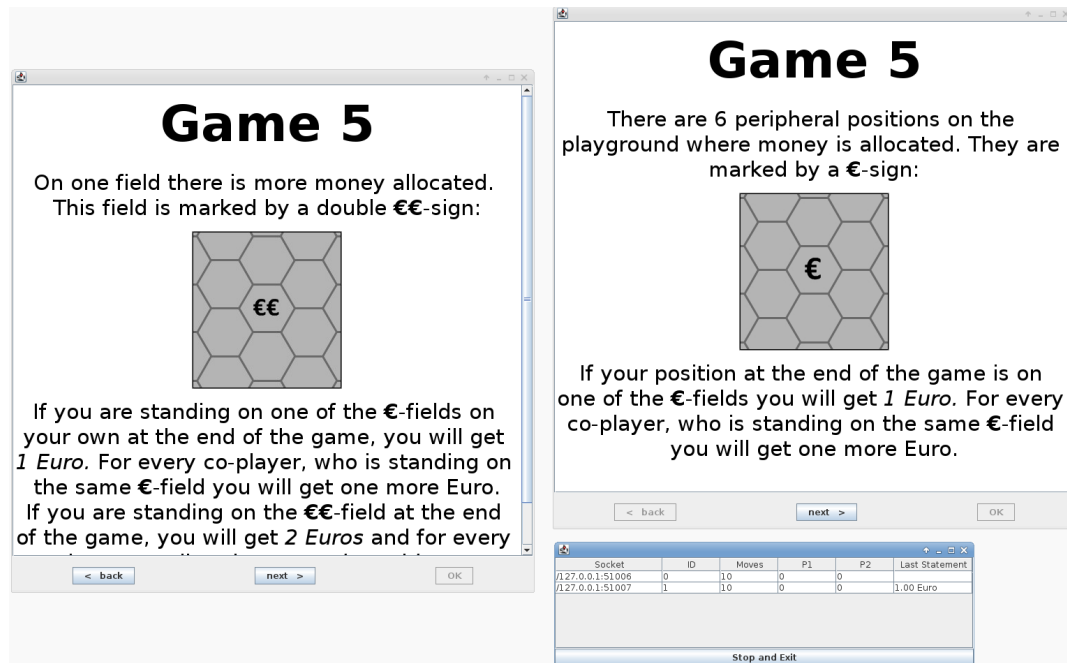 Game 5
On one field there is more money allocated.
This field is marked by a double €€-sign:
€€
If you are standing on one of the €-fields on
your own at the end of the game, you will get
1 Euro. For every co-player, who is standing on
the same €-field you will get one more Euro.
If you are standing on the €€-field at the end
of the game, you will get 2 Euros and for every
< back
next >
OK
Game 5
There are 6 peripheral positions on the
playground where money is allocated. They are
marked by a €-sign:
€
If your position at the end of the game is on
one of the €-fields you will get 1 Euro. For every
co-player, who is standing on the same €-field
you will get one more Euro.
< back
next >
OK
Socket ID Moves P1 P2 Last Statement
/127.0.0.1:51006 0 10 0 0
/127.0.0.1:51007 1 10 0 0 1.00 Euro
Stop and Exit